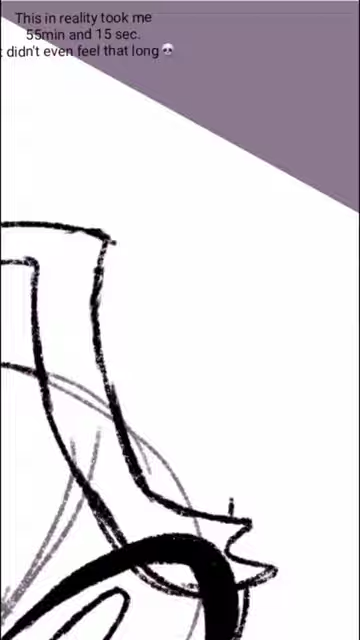 This in reality took me
55min and 15 sec.
didn't even feel that long 💀